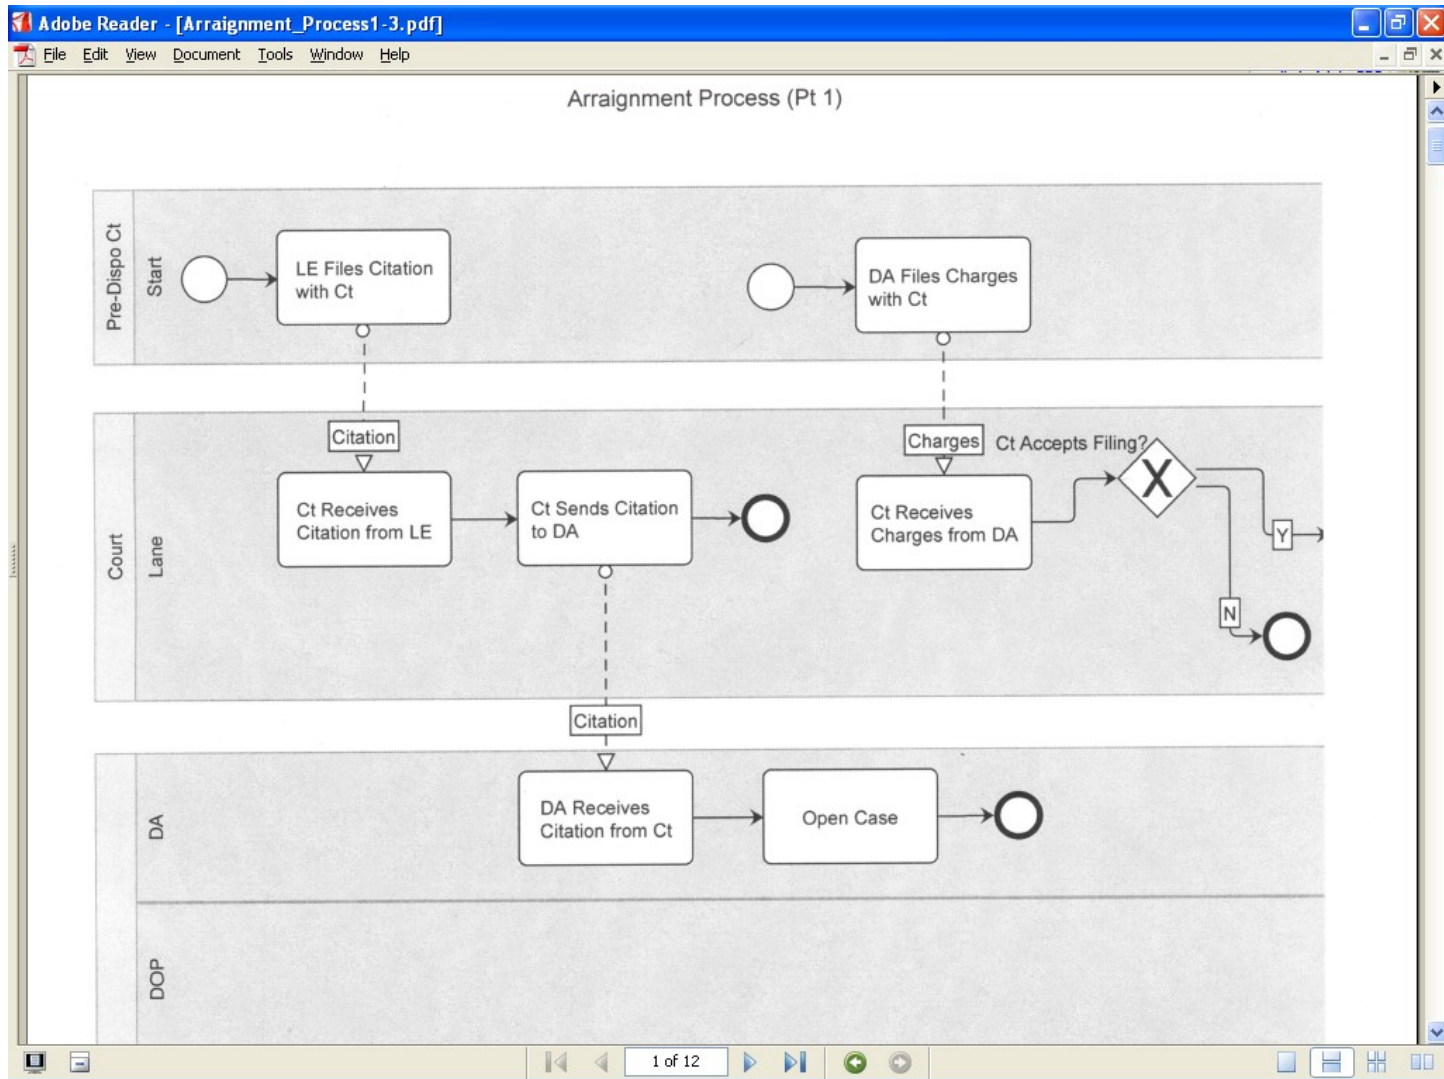 Adobe Reader - [Arraignment_Process1-3.pdf]
File Edit View Document Tools Window Help
Arraignment Process (Pt 1)
Pre-Dispo Ct
Start
LE Files Citation
with Ct
DA Files Charges
with Ct
Citation
Charges
Ct Accepts Filing?
X
Court
Lane
Ct Receives
Citation from LE
Ct Sends Citation
to DA
Ct Receives
Charges from DA
Y
N
Citation
DA
DA Receives
Citation from Ct
Open Case
DOP
1 of 12